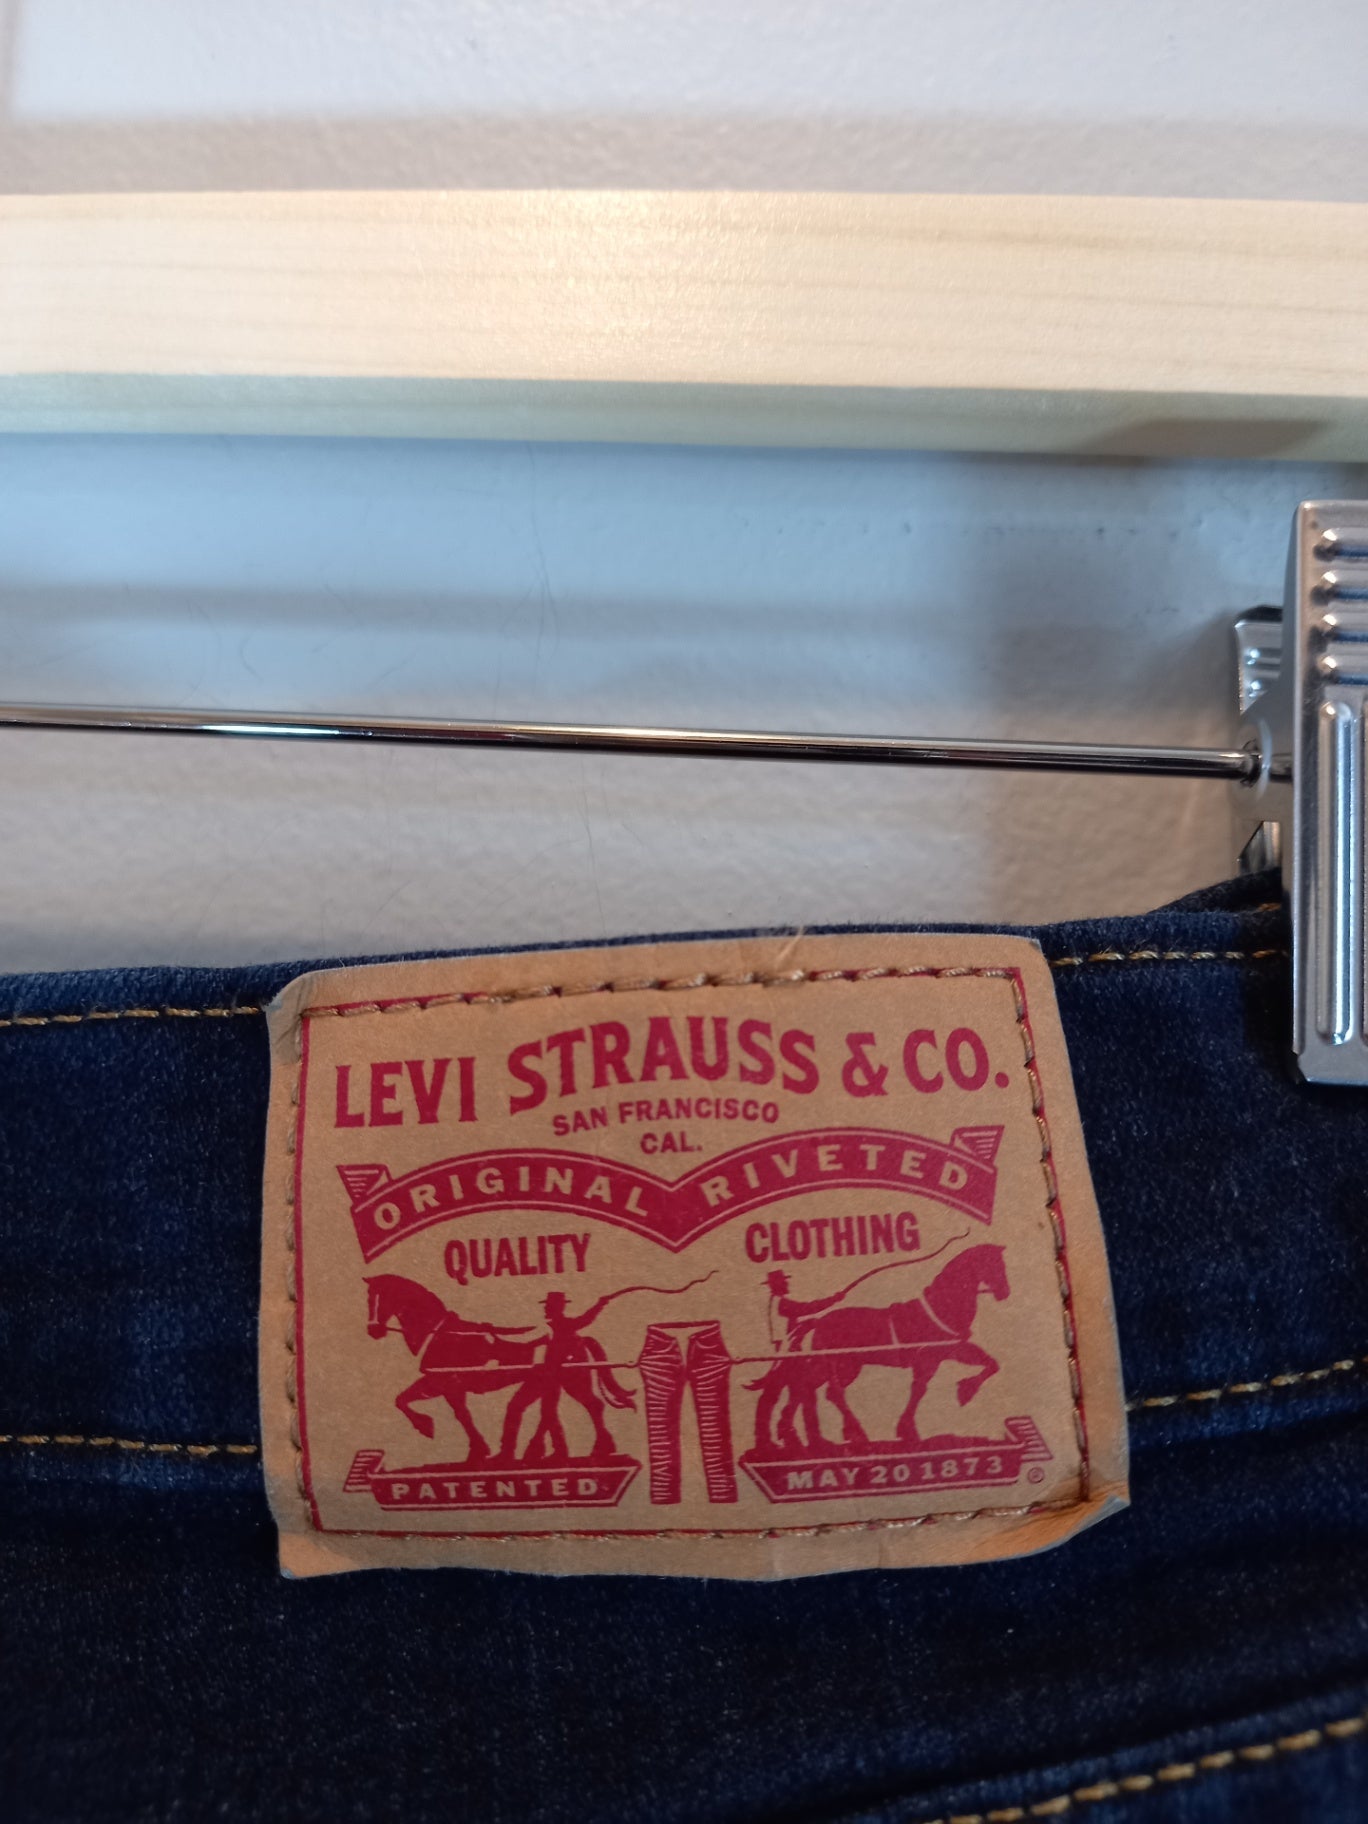 LEVI STRAUSS & CO.
SAN FRANCISCO
CAL.
ORIGINAL RIVETED
QUALITY CLOTHING
PATENTED MAY 20 1873 ®